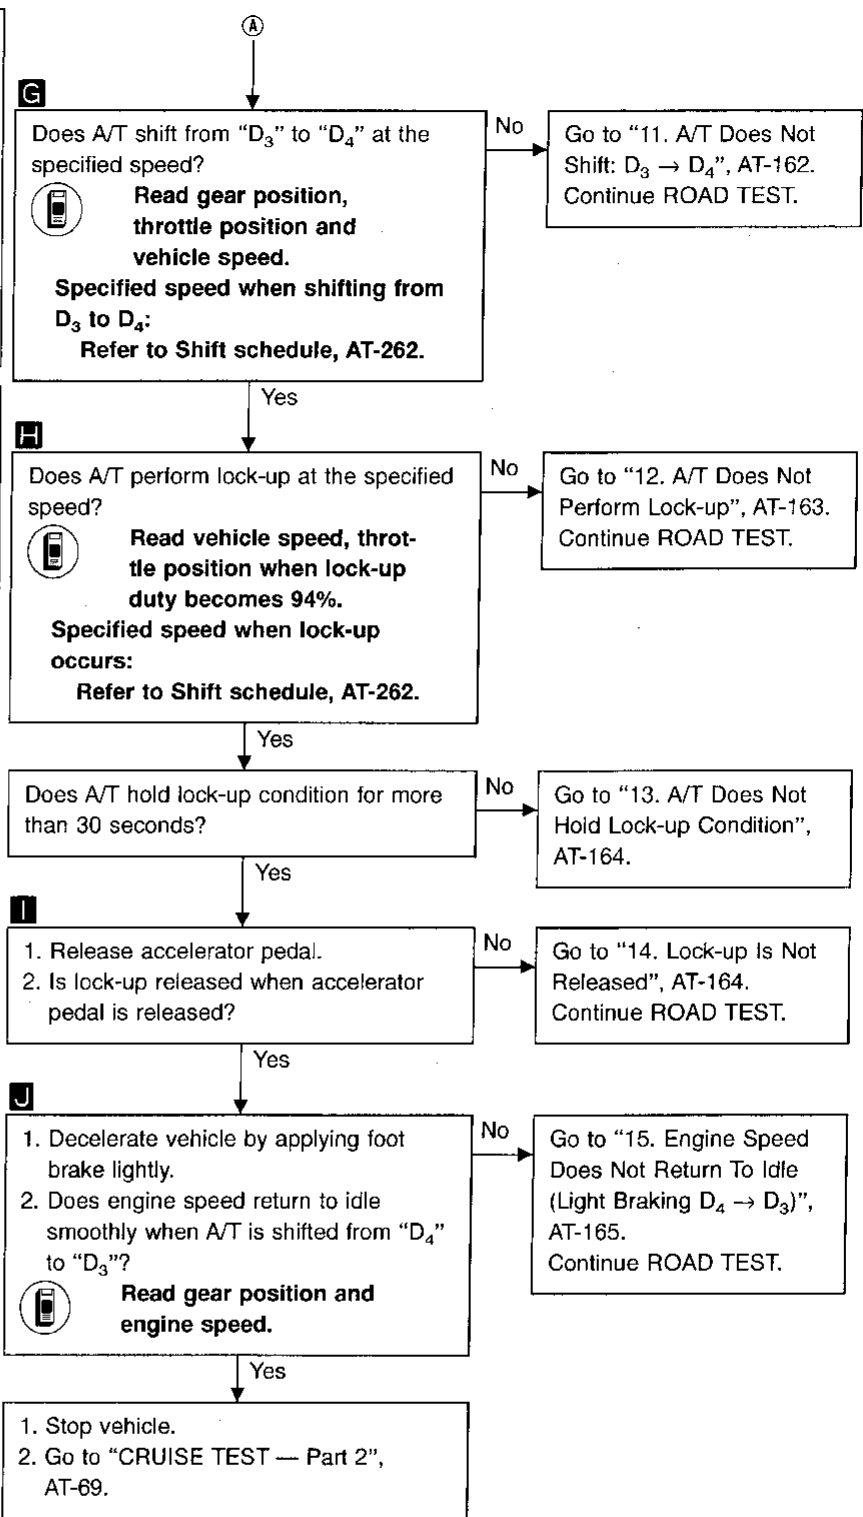 Ⓐ
G
Does A/T shift from “D₃” to “D₄” at the
specified speed?
Read gear position,
throttle position and
vehicle speed.
Specified speed when shifting from
D₃ to D₄:
Refer to Shift schedule, AT-262.
No
Go to “11. A/T Does Not
Shift: D₃ → D₄”, AT-162.
Continue ROAD TEST.
Yes
H
Does A/T perform lock-up at the specified
speed?
Read vehicle speed, throt-
tle position when lock-up
duty becomes 94%.
Specified speed when lock-up
occurs:
Refer to Shift schedule, AT-262.
No
Go to “12. A/T Does Not
Perform Lock-up”, AT-163.
Continue ROAD TEST.
Yes
Does A/T hold lock-up condition for more
than 30 seconds?
No
Go to “13. A/T Does Not
Hold Lock-up Condition”,
AT-164.
Yes
I
1. Release accelerator pedal.
2. Is lock-up released when accelerator
pedal is released?
No
Go to “14. Lock-up Is Not
Released”, AT-164.
Continue ROAD TEST.
Yes
J
1. Decelerate vehicle by applying foot
brake lightly.
2. Does engine speed return to idle
smoothly when A/T is shifted from “D₄”
to “D₃”?
Read gear position and
engine speed.
No
Go to “15. Engine Speed
Does Not Return To Idle
(Light Braking D₄ → D₃)”,
AT-165.
Continue ROAD TEST.
Yes
1. Stop vehicle.
2. Go to “CRUISE TEST — Part 2”,
AT-69.